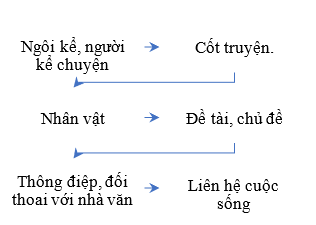 Ngôi kể, người
kể chuyện
Cốt truyện.
Nhân vật
Đề tài, chủ đề
Thông điệp, đối
thoai với nhà văn
Liên hệ cuộc
sống